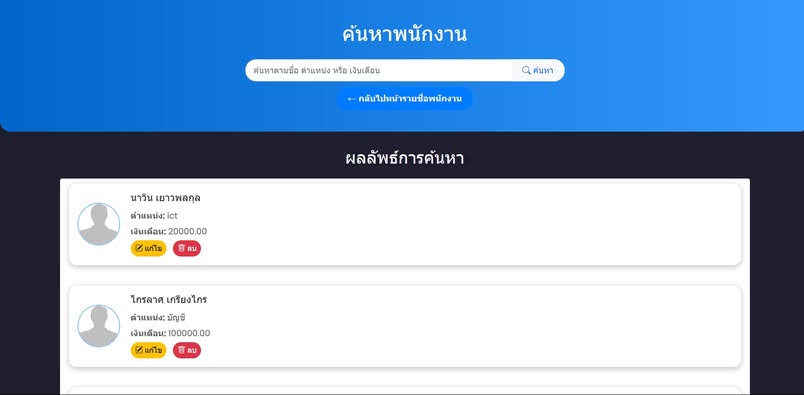 ค้นหาพนักงาน
ค้นหาตามชื่อ ตำแหน่ง หรือ เงินเดือน
ค้นหา
← กลับไปหน้ารายชื่อพนักงาน
ผลลัพธ์การค้นหา
นาวิน เยาวพลกุล
ตำแหน่ง: ict
เงินเดือน: 20000.00
แก้ไข ลบ
ไกรลาศ เกรียงไกร
ตำแหน่ง: บัญชี
เงินเดือน: 100000.00
แก้ไข ลบ